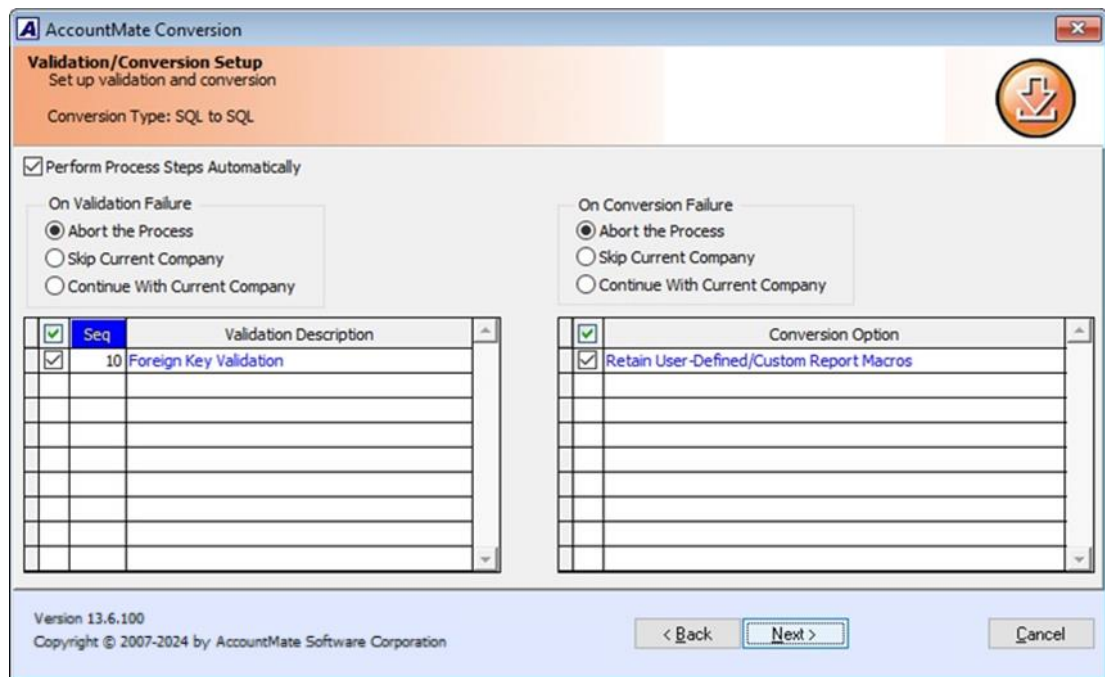 AccountMate Conversion
Validation/Conversion Setup
Set up validation and conversion
Conversion Type: SQL to SQL
Perform Process Steps Automatically
On Validation Failure
Abort the Process
Skip Current Company
Continue With Current Company
On Conversion Failure
Abort the Process
Skip Current Company
Continue With Current Company
Seq Validation Description
10 Foreign Key Validation
Conversion Option
Retain User-Defined/Custom Report Macros
Version 13.6.100
Copyright © 2007-2024 by AccountMate Software Corporation
< Back Next > Cancel